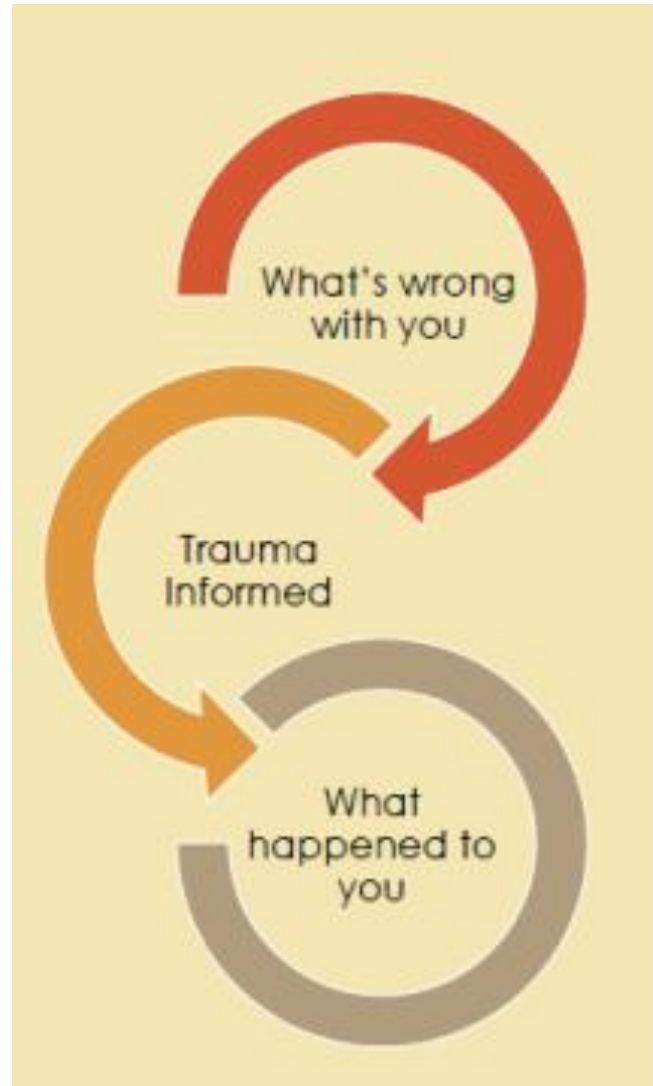 What's wrong
with you
Trauma
Informed
What
happened to
you